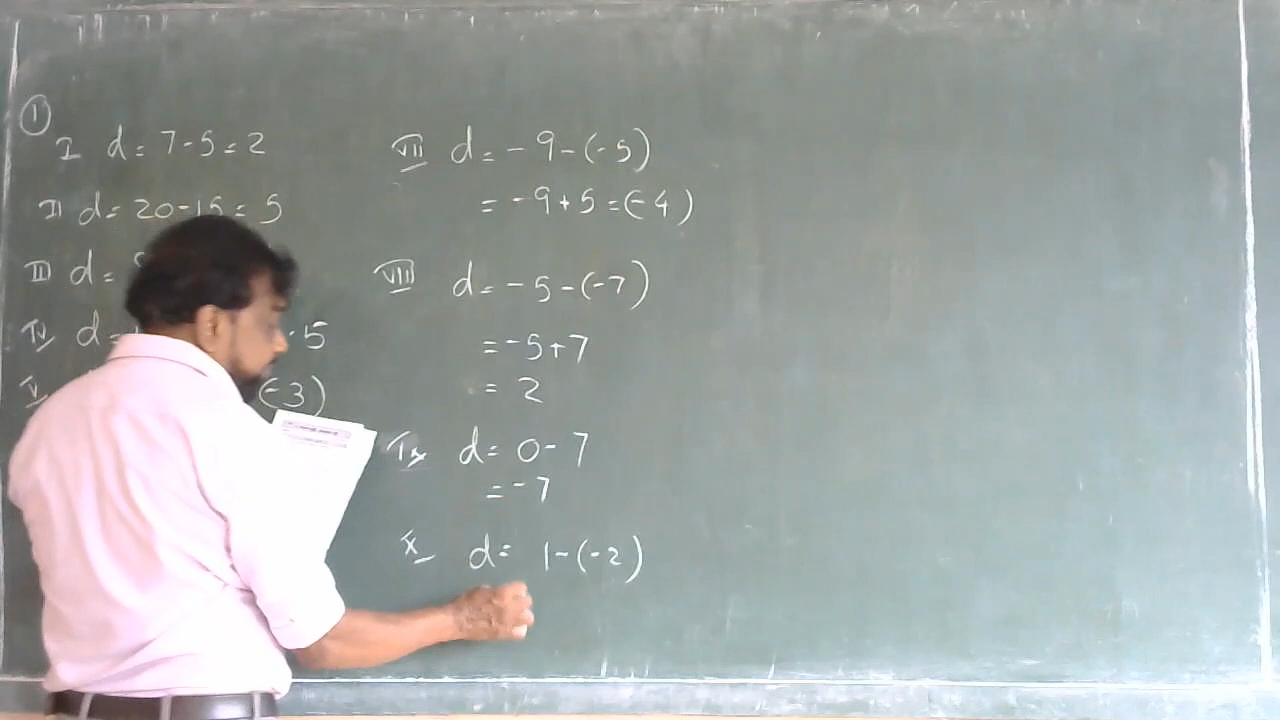 ①
I d = 7 - 5 = 2
II d = 20 - 15 = 5
III d =
IV d = · 5
V (-3)
VII d = - 9 - (- 5)
= - 9 + 5 = (- 4)
VIII d = - 5 - (- 7)
= - 5 + 7
= 2
IX d = 0 - 7
= - 7
X d = 1 - (- 2)